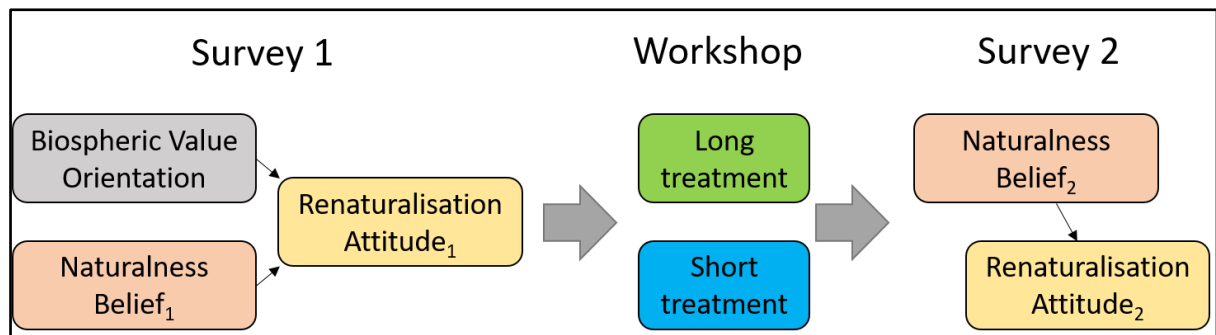 Survey 1
Biospheric Value
Orientation
Naturalness
Belief₁
Renaturalisation
Attitude₁
Workshop
Long
treatment
Short
treatment
Survey 2
Naturalness
Belief₂
Renaturalisation
Attitude₂